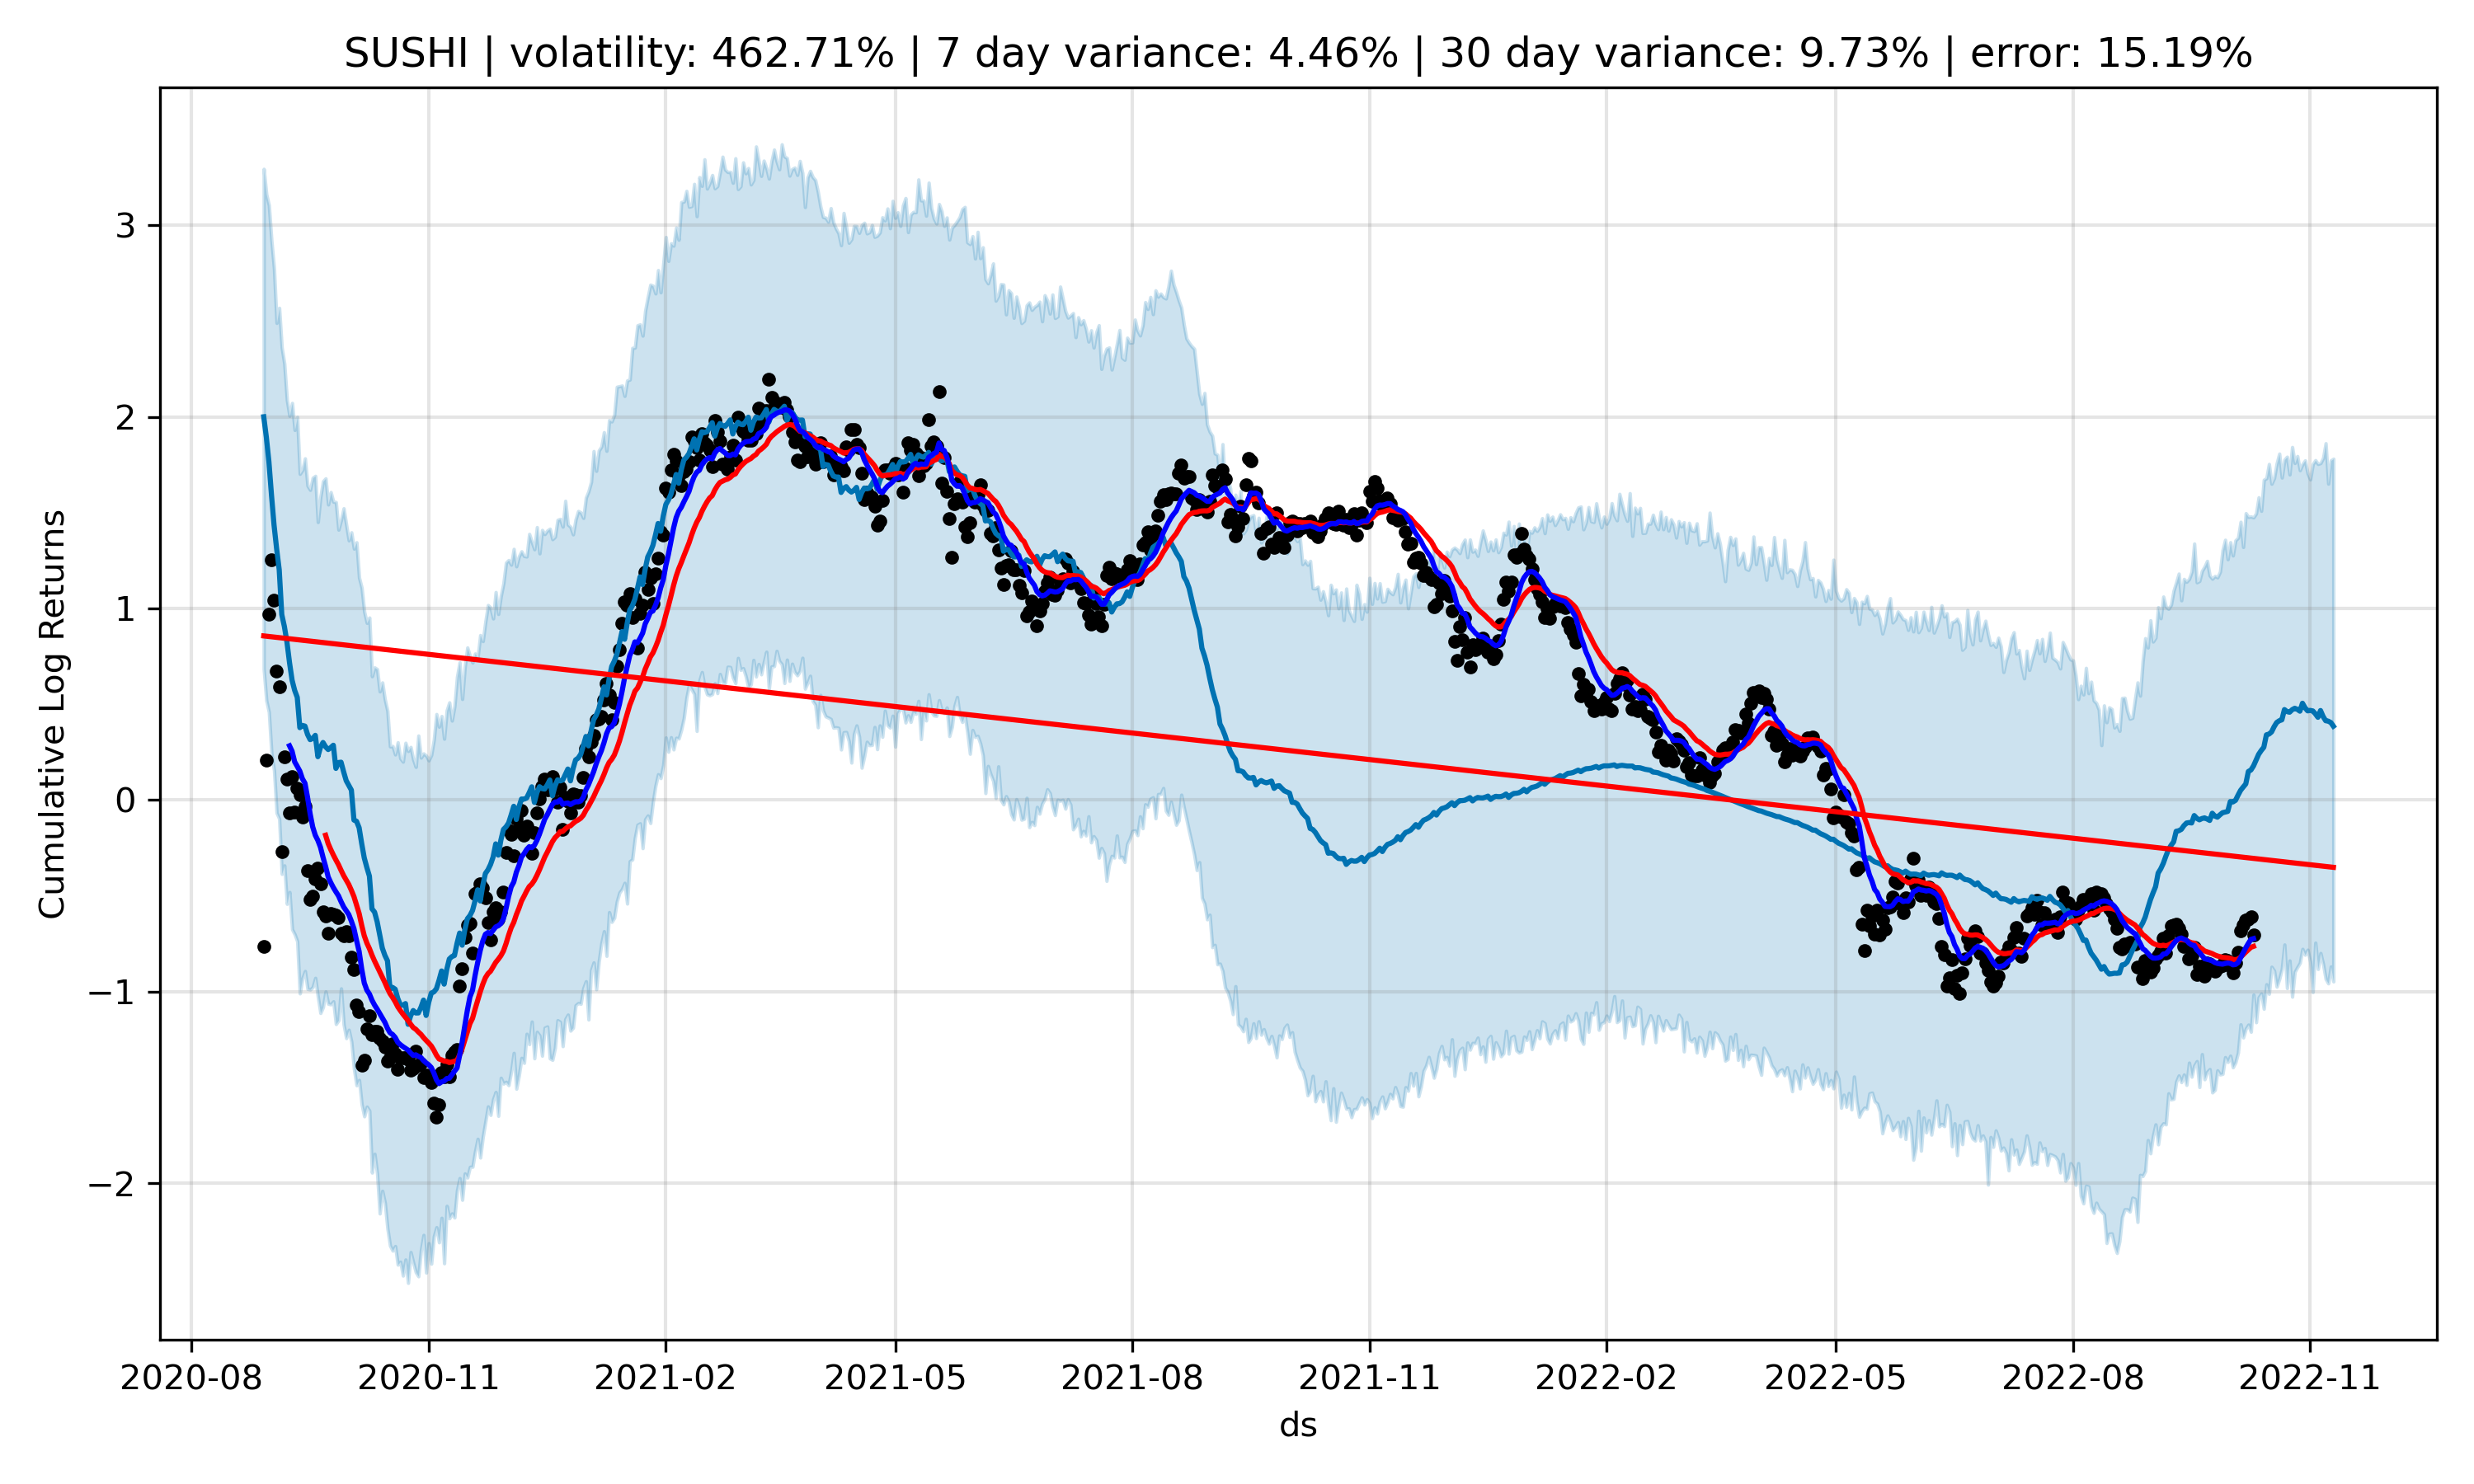 SUSHI | volatility: 462.71% | 7 day variance: 4.46% | 30 day variance: 9.73% | error: 15.19%
Cumulative Log Returns
3
2
1
0
−1
−2
2020-08 2020-11 2021-02 2021-05 2021-08 2021-11 2022-02 2022-05 2022-08 2022-11
ds